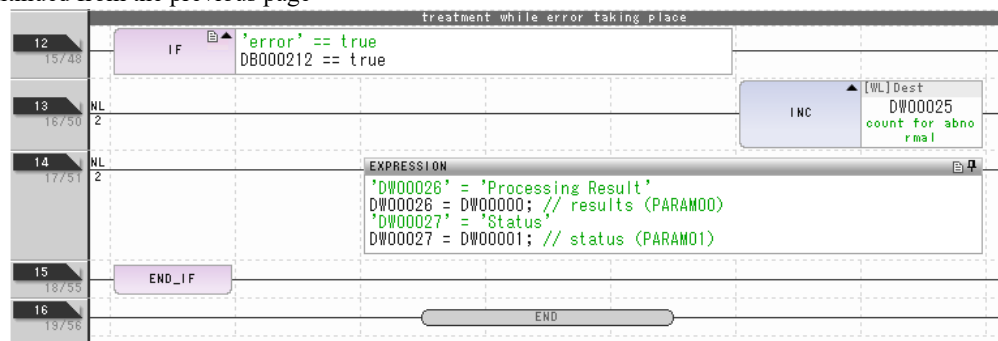 tinued from the previous page
treatment while error taking place
12
15/48
IF
'error' == true
DB000212 == true
13
16/50
NL
2
INC
[WL]Dest
DW00025
count for abno
rmal
14
17/51
NL
2
EXPRESSION
'DW00026' = 'Processing Result'
DW00026 = DW00000; // results (PARAM00)
'DW00027' = 'Status'
DW00027 = DW00001; // status (PARAM01)
15
18/55
END_IF
16
19/56
END